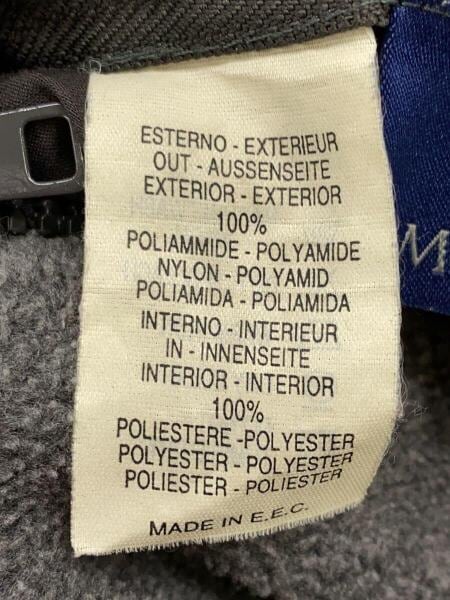 ESTERNO - EXTERIEUR
OUT - AUSSENSEITE
EXTERIOR - EXTERIOR
100%
POLIAMMIDE - POLYAMIDE
NYLON - POLYAMID
POLIAMIDA - POLIAMIDA
INTERNO - INTERIEUR
IN - INNENSEITE
INTERIOR - INTERIOR
100%
POLIESTERE -POLYESTER
POLYESTER -POLYESTER
POLIESTER - POLIESTER
MADE IN E.E.C.
M